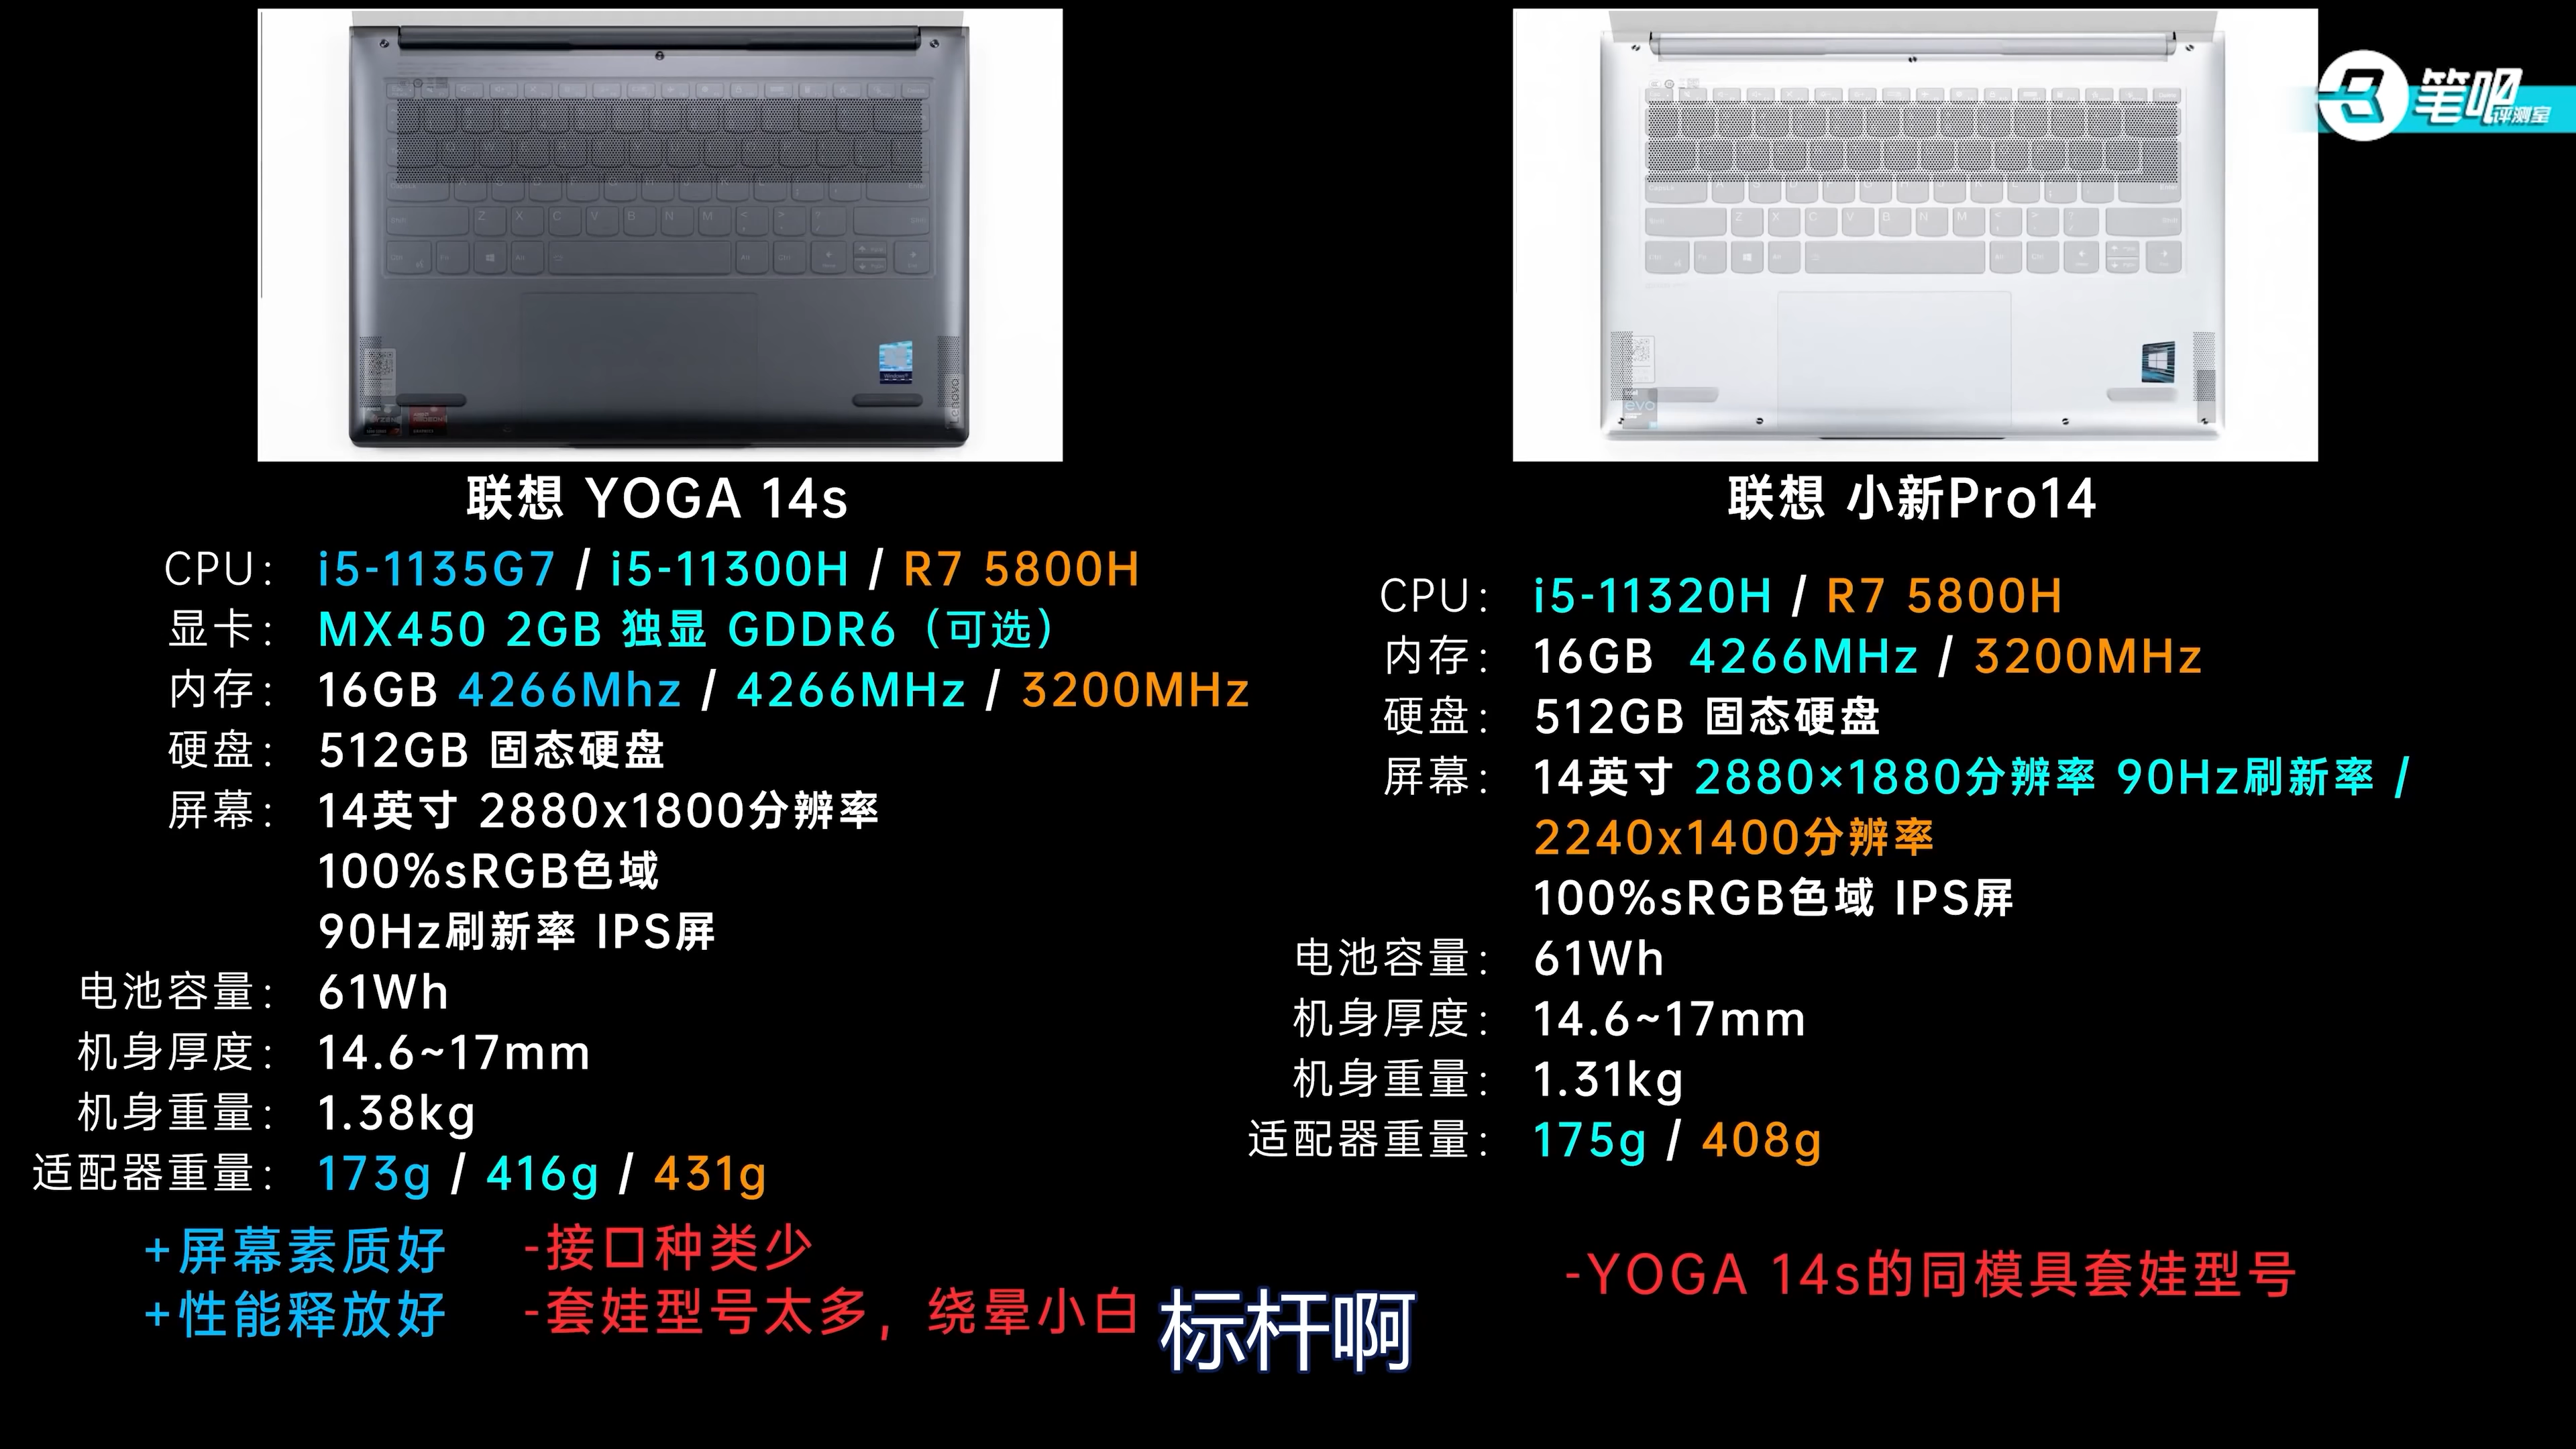 笔吧评测室
联想 YOGA 14s
CPU： i5-1135G7 / i5-11300H / R7 5800H
显卡： MX450 2GB 独显 GDDR6（可选）
内存： 16GB 4266Mhz / 4266MHz / 3200MHz
硬盘： 512GB 固态硬盘
屏幕： 14英寸 2880x1800分辨率
100%sRGB色域
90Hz刷新率 IPS屏
电池容量： 61Wh
机身厚度： 14.6~17mm
机身重量： 1.38kg
适配器重量： 173g / 416g / 431g
+屏幕素质好
+性能释放好
-接口种类少
-套娃型号太多，绕晕小白
联想 小新Pro14
CPU： i5-11320H / R7 5800H
内存： 16GB 4266MHz / 3200MHz
硬盘： 512GB 固态硬盘
屏幕： 14英寸 2880×1880分辨率 90Hz刷新率 /
2240x1400分辨率
100%sRGB色域 IPS屏
电池容量： 61Wh
机身厚度： 14.6~17mm
机身重量： 1.31kg
适配器重量： 175g / 408g
-YOGA 14s的同模具套娃型号
标杆啊